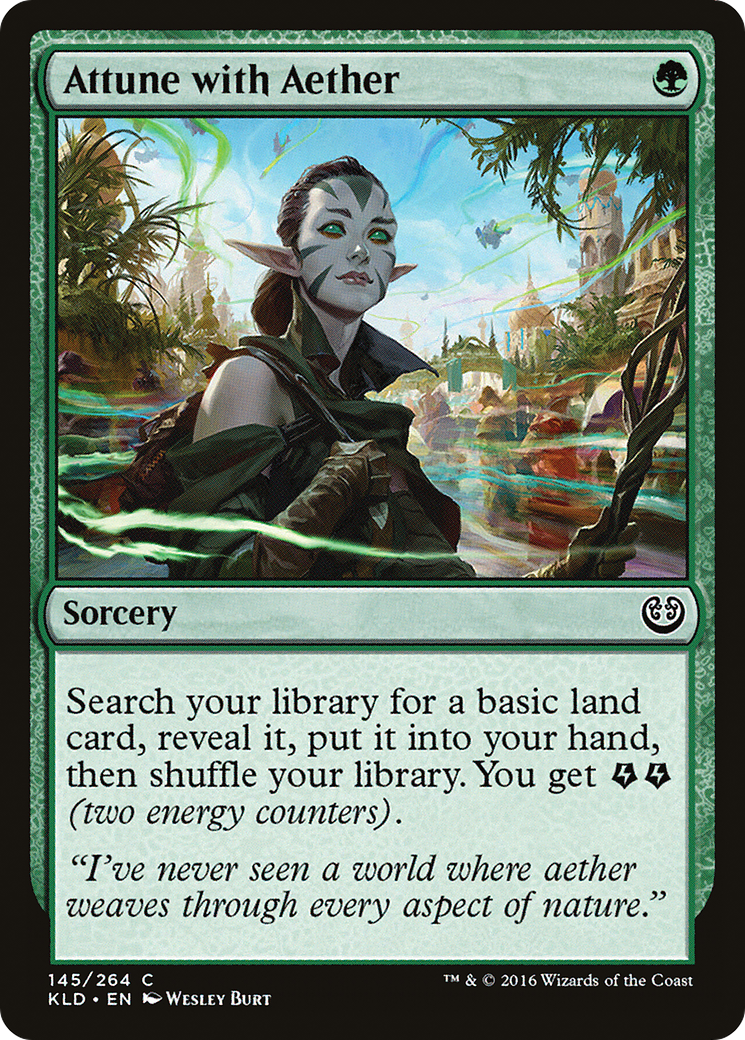 Attune with Aether
Sorcery
Search your library for a basic land
card, reveal it, put it into your hand,
then shuffle your library. You get
(two energy counters).
“I’ve never seen a world where aether
weaves through every aspect of nature.”
145/264 C
™ & © 2016 Wizards of the Coast
KLD • EN Wesley Burt